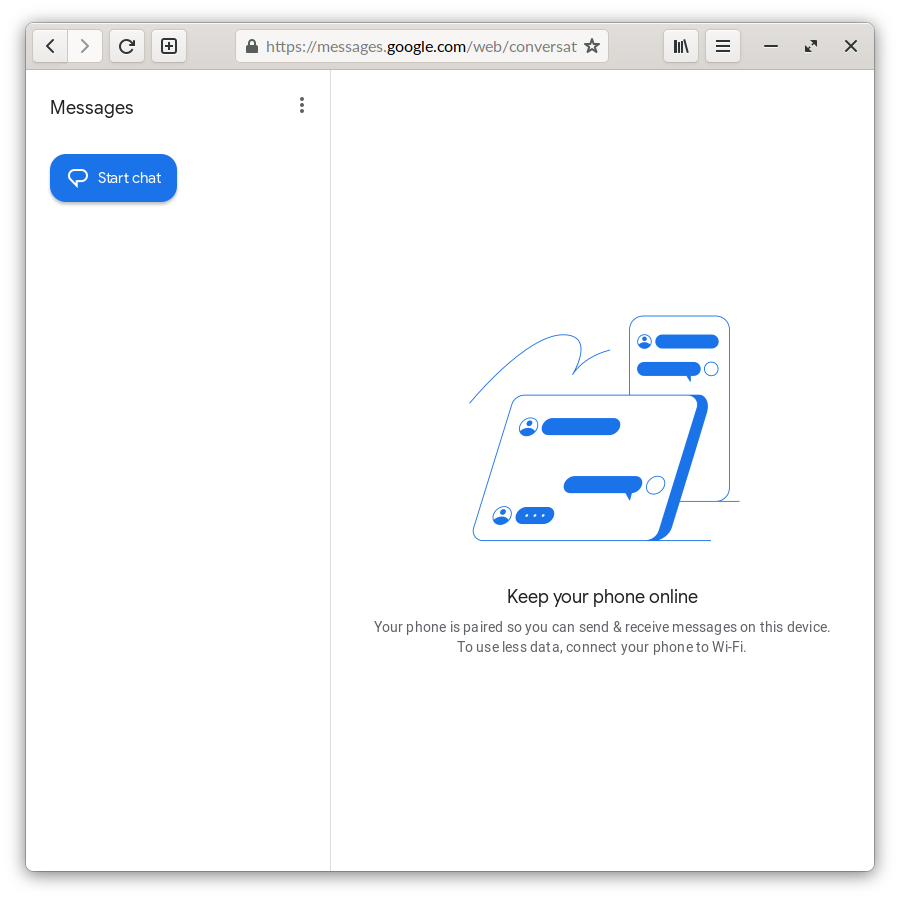 https://messages.google.com/web/conversat
Messages
Start chat
Keep your phone online
Your phone is paired so you can send & receive messages on this device.
To use less data, connect your phone to Wi-Fi.